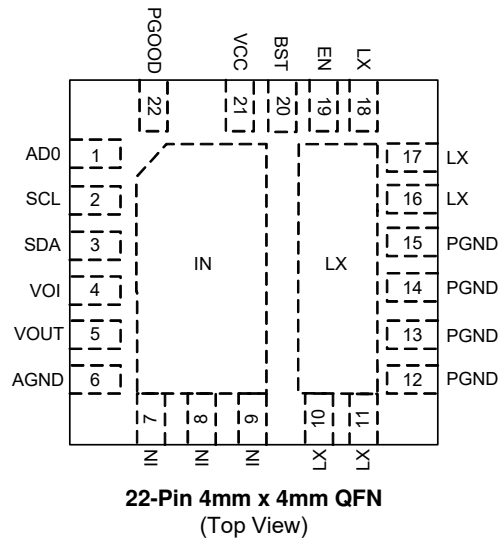 PGOOD VCC BST EN LX
22 21 20 19 18
AD0 1 17 LX
SCL 2 16 LX
SDA 3 15 PGND
IN LX
VOI 4 14 PGND
VOUT 5 13 PGND
AGND 6 12 PGND
7 8 9 10 11
IN IN IN LX LX
22-Pin 4mm x 4mm QFN
(Top View)